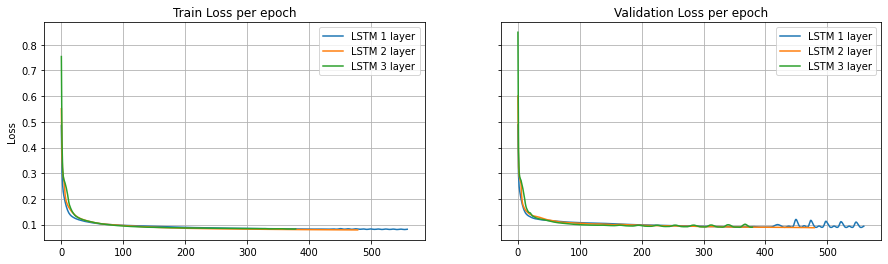 Train Loss per epoch
Loss
0.8
0.7
0.6
0.5
0.4
0.3
0.2
0.1
0
100
200
300
400
500
LSTM 1 layer
LSTM 2 layer
LSTM 3 layer
Validation Loss per epoch
0
100
200
300
400
500
LSTM 1 layer
LSTM 2 layer
LSTM 3 layer